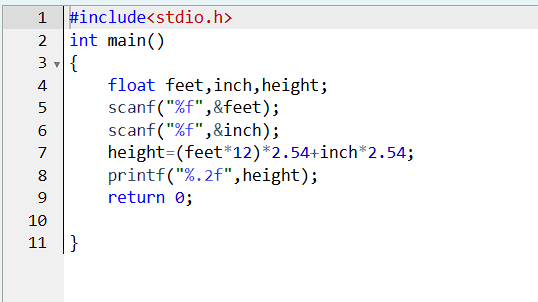 1 #include<stdio.h>
2 int main()
3 {
4     float feet,inch,height;
5     scanf("%f",&feet);
6     scanf("%f",&inch);
7     height=(feet*12)*2.54+inch*2.54;
8     printf("%.2f",height);
9     return 0;
10
11 }